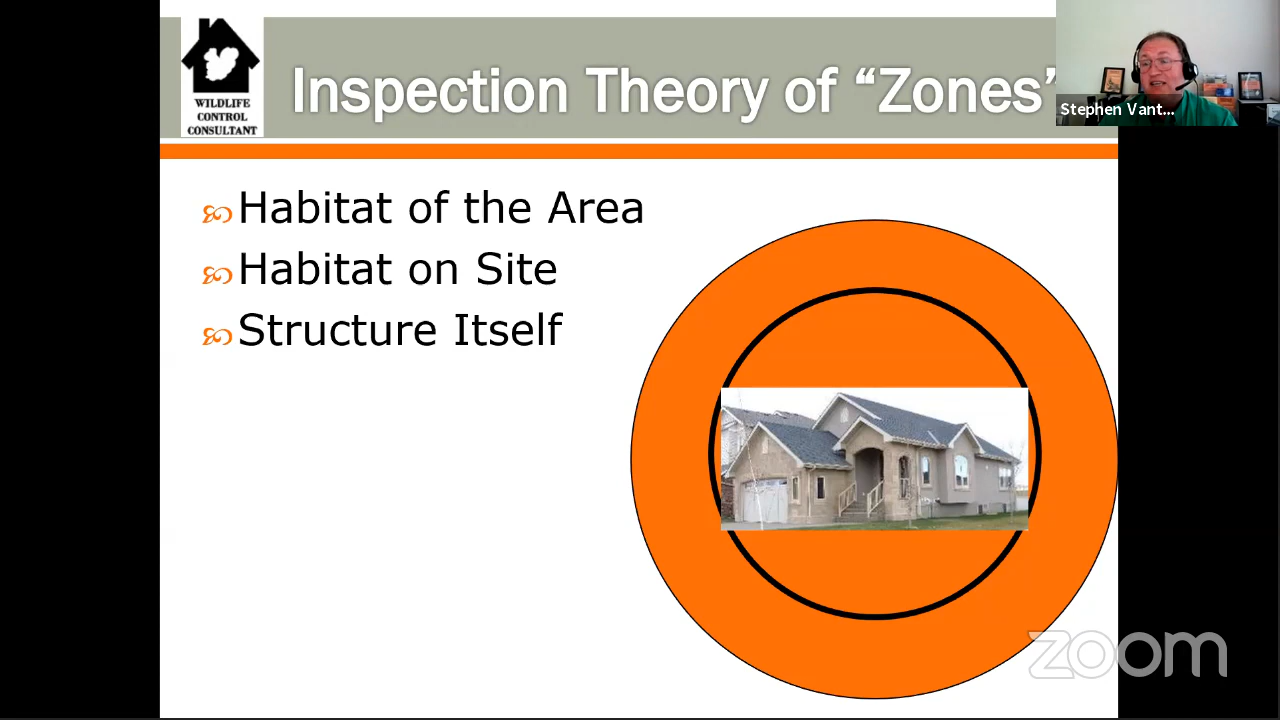 WILDLIFE
CONTROL
CONSULTANT
Inspection Theory of “Zones”
Stephen Vant...
Habitat of the Area
Habitat on Site
Structure Itself
zoom